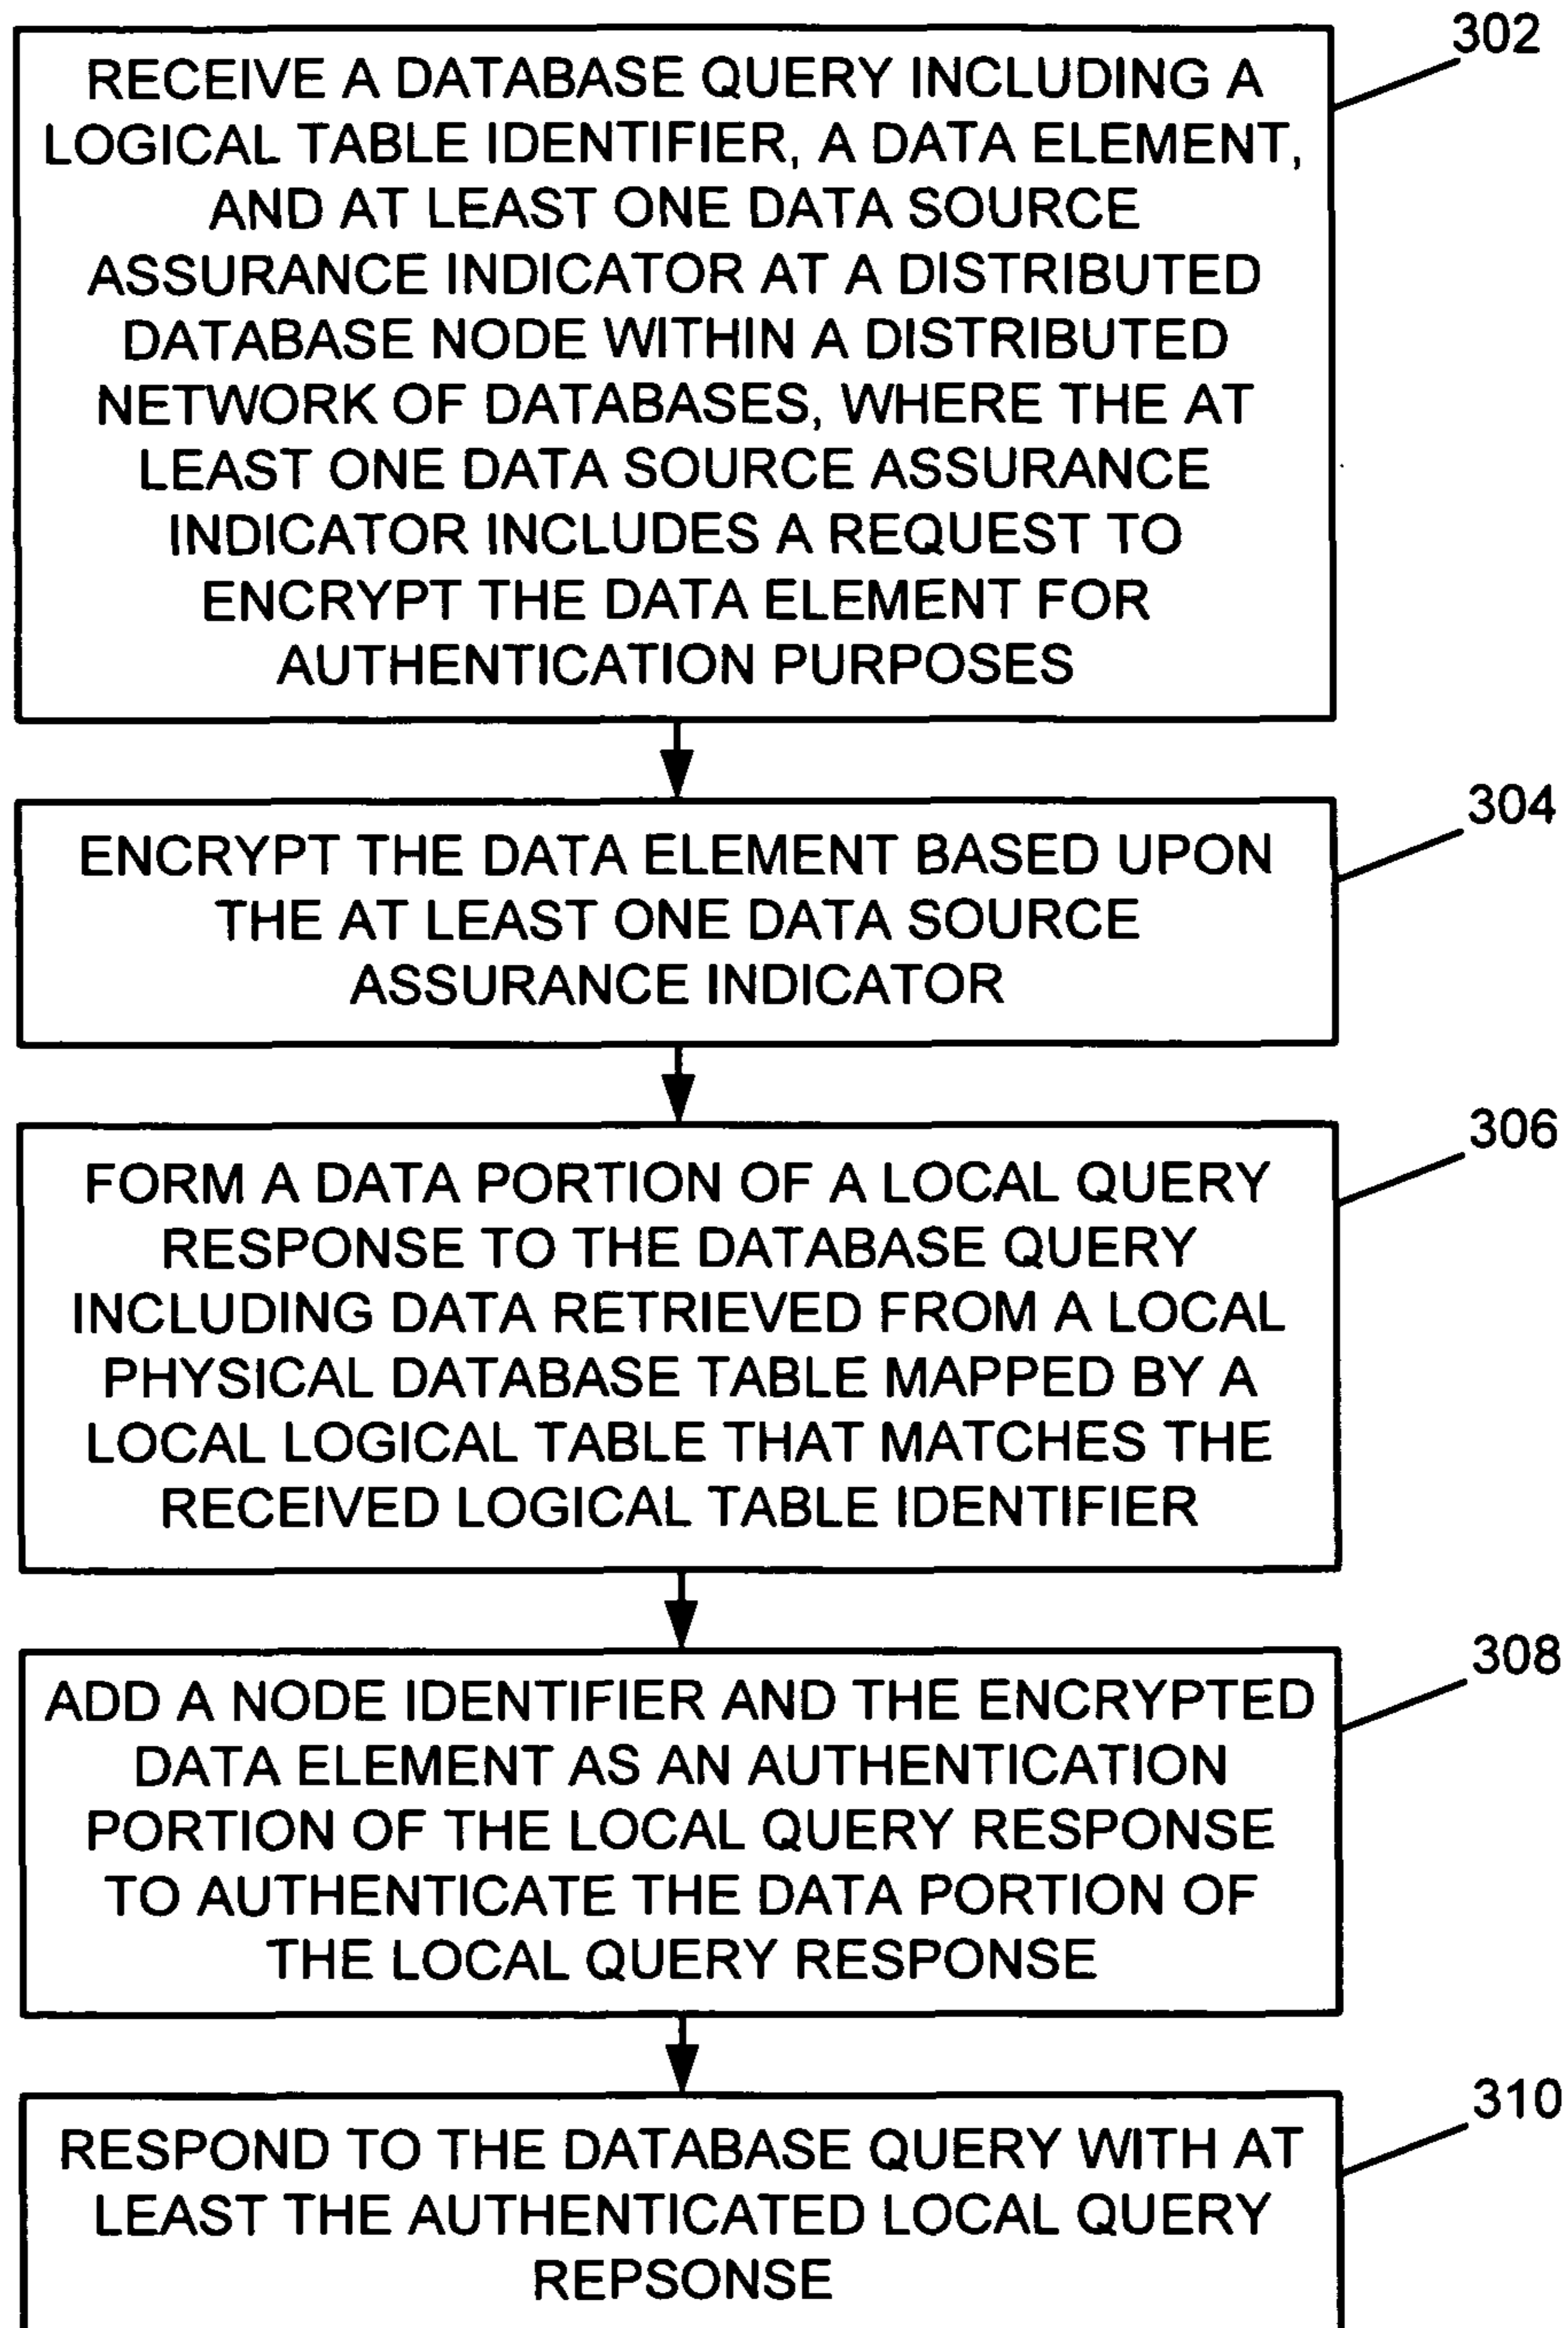 302
RECEIVE A DATABASE QUERY INCLUDING A
LOGICAL TABLE IDENTIFIER, A DATA ELEMENT,
AND AT LEAST ONE DATA SOURCE
ASSURANCE INDICATOR AT A DISTRIBUTED
DATABASE NODE WITHIN A DISTRIBUTED
NETWORK OF DATABASES, WHERE THE AT
LEAST ONE DATA SOURCE ASSURANCE
INDICATOR INCLUDES A REQUEST TO
ENCRYPT THE DATA ELEMENT FOR
AUTHENTICATION PURPOSES
304
ENCRYPT THE DATA ELEMENT BASED UPON
THE AT LEAST ONE DATA SOURCE
ASSURANCE INDICATOR
306
FORM A DATA PORTION OF A LOCAL QUERY
RESPONSE TO THE DATABASE QUERY
INCLUDING DATA RETRIEVED FROM A LOCAL
PHYSICAL DATABASE TABLE MAPPED BY A
LOCAL LOGICAL TABLE THAT MATCHES THE
RECEIVED LOGICAL TABLE IDENTIFIER
308
ADD A NODE IDENTIFIER AND THE ENCRYPTED
DATA ELEMENT AS AN AUTHENTICATION
PORTION OF THE LOCAL QUERY RESPONSE
TO AUTHENTICATE THE DATA PORTION OF
THE LOCAL QUERY RESPONSE
310
RESPOND TO THE DATABASE QUERY WITH AT
LEAST THE AUTHENTICATED LOCAL QUERY
REPSONSE